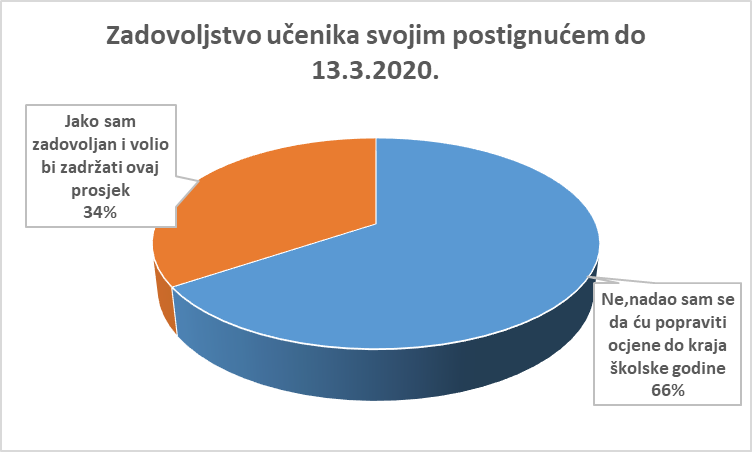 Zadovoljstvo učenika svojim postignućem do
13.3.2020.
Jako sam
zadovoljan i volio
bi zadržati ovaj
prosjek
34%
Ne,nadao sam se
da ću popraviti
ocjene do kraja
školske godine
66%